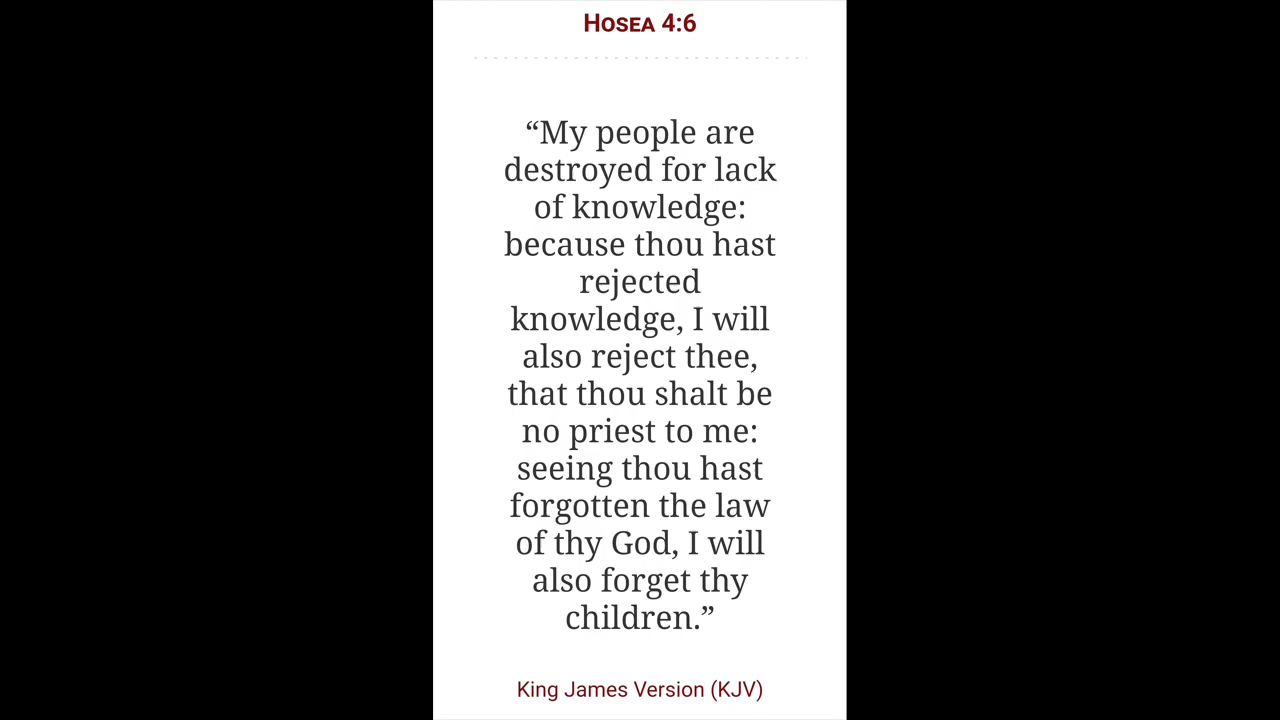 Hosea 4:6
“My people are
destroyed for lack
of knowledge:
because thou hast
rejected
knowledge, I will
also reject thee,
that thou shalt be
no priest to me:
seeing thou hast
forgotten the law
of thy God, I will
also forget thy
children.”
King James Version (KJV)